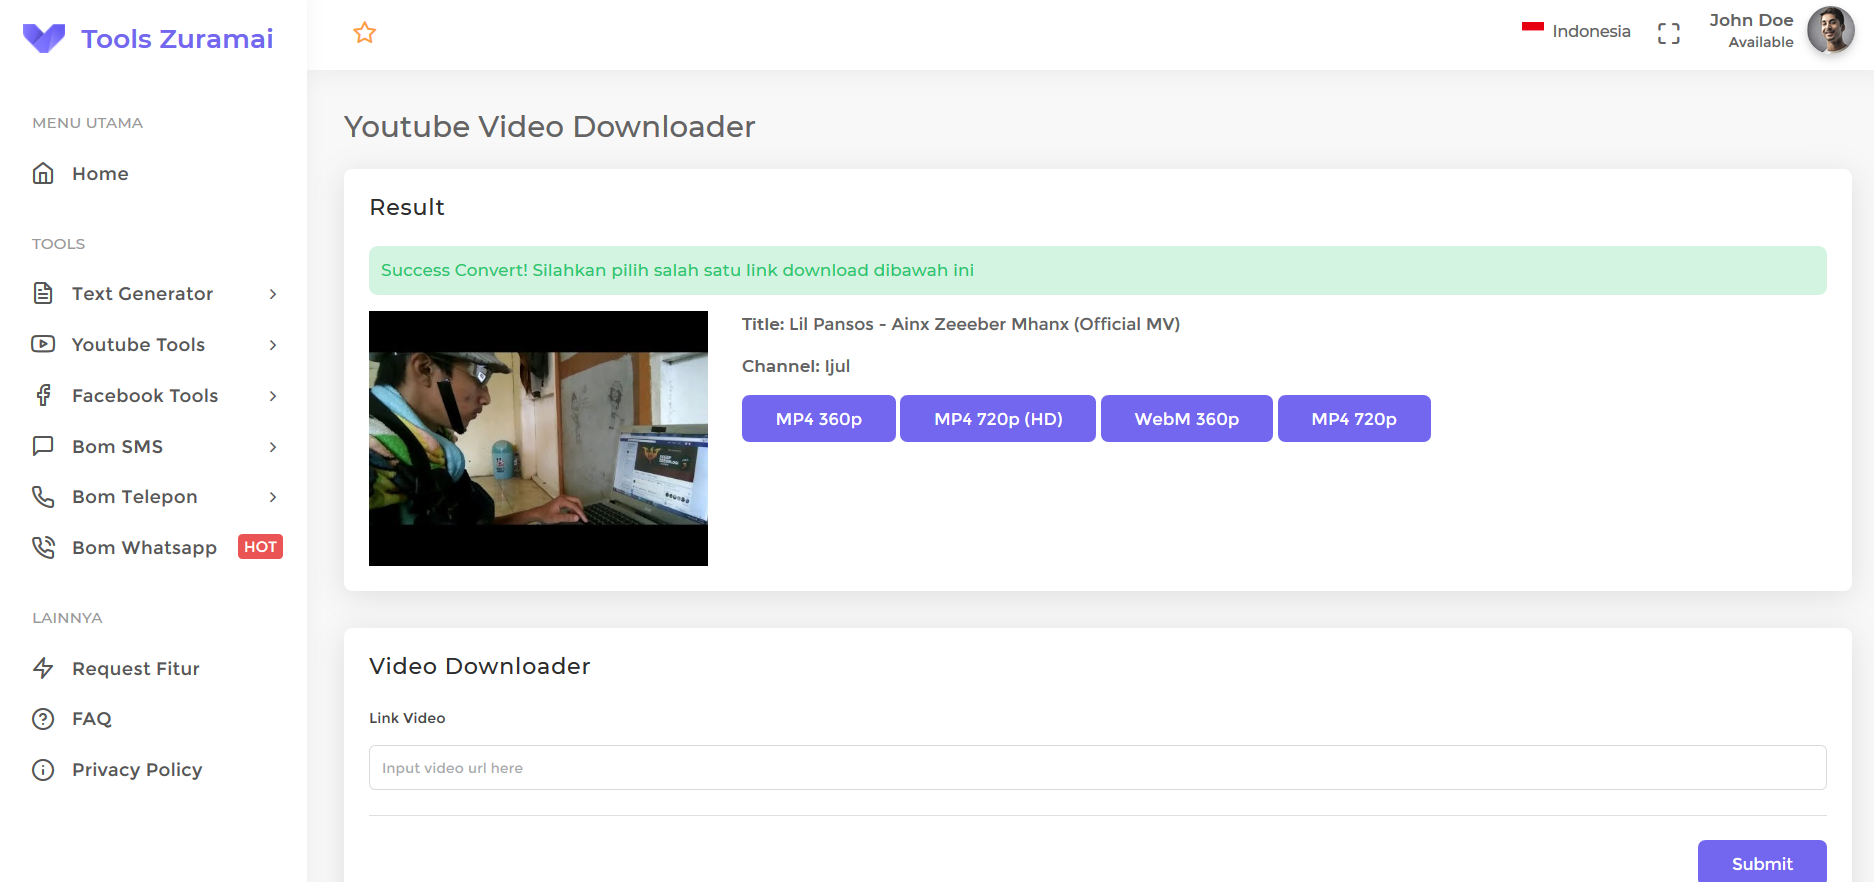 Tools Zuramai
Indonesia
John Doe
Available
MENU UTAMA
Home
TOOLS
Text Generator
Youtube Tools
Facebook Tools
Bom SMS
Bom Telepon
Bom Whatsapp HOT
LAINNYA
Request Fitur
FAQ
Privacy Policy
Youtube Video Downloader
Result
Success Convert! Silahkan pilih salah satu link download dibawah ini
Title: Lil Pansos - Ainx Zeeeber Mhanx (Official MV)
Channel: Ijul
MP4 360p MP4 720p (HD) WebM 360p MP4 720p
Video Downloader
Link Video
Input video url here
Submit